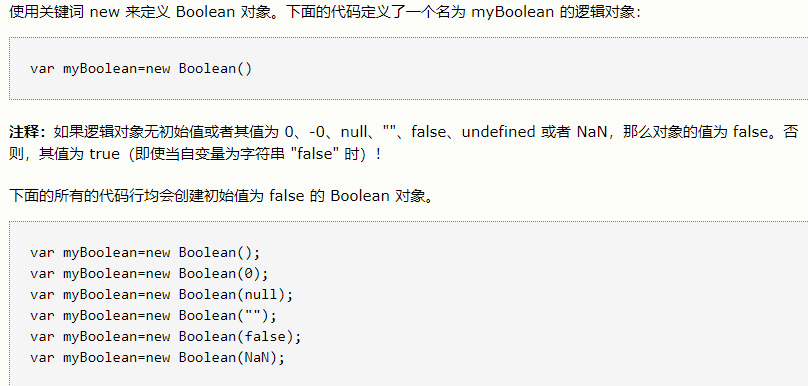 使用关键词 new 来定义 Boolean 对象。下面的代码定义了一个名为 myBoolean 的逻辑对象：
var myBoolean=new Boolean()
注释：如果逻辑对象无初始值或者其值为 0、-0、null、""、false、undefined 或者 NaN，那么对象的值为 false。否
则，其值为 true（即使当自变量为字符串 "false" 时）！
下面的所有的代码行均会创建初始值为 false 的 Boolean 对象。
var myBoolean=new Boolean();
var myBoolean=new Boolean(0);
var myBoolean=new Boolean(null);
var myBoolean=new Boolean("");
var myBoolean=new Boolean(false);
var myBoolean=new Boolean(NaN);